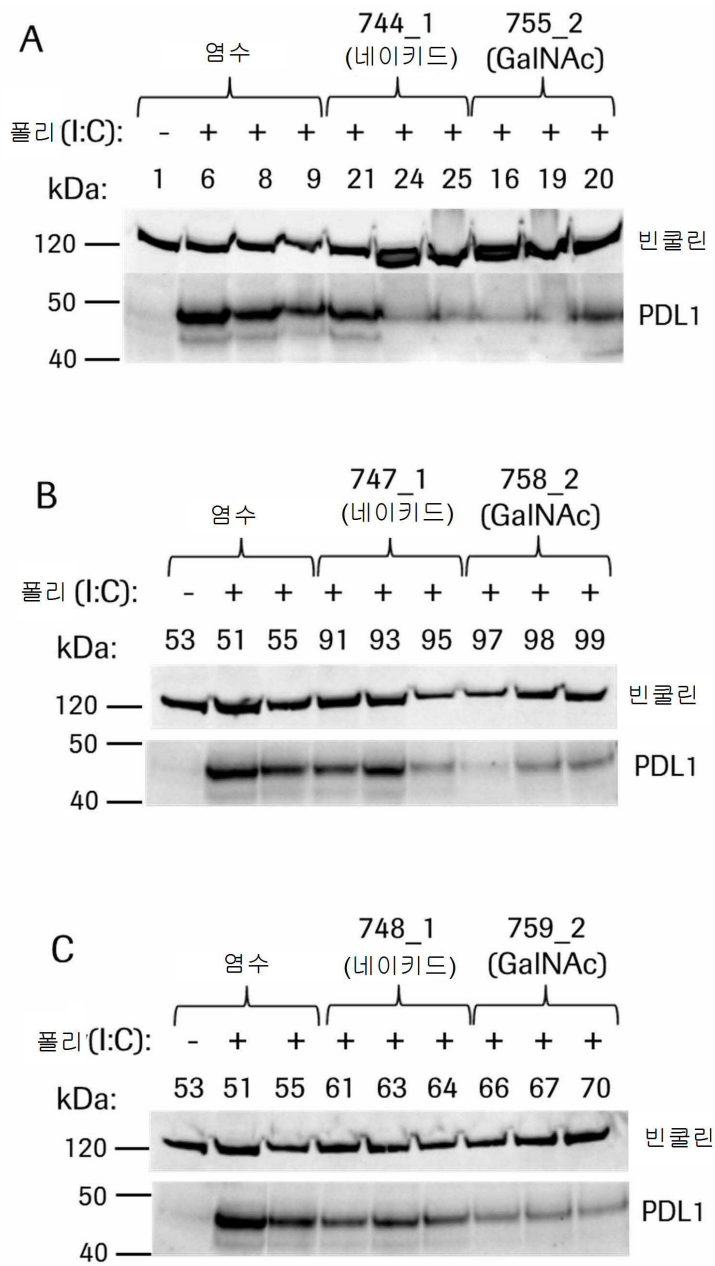 A
염수
744_1
(네이키드)
755_2
(GalNAc)
폴리 (I:C): - + + + + + + + + +
kDa: 1 6 8 9 21 24 25 16 19 20
120 빈쿨린
50 PDL1
40
B
염수
747_1
(네이키드)
758_2
(GalNAc)
폴리 (I:C): - + + + + + + + +
kDa: 53 51 55 91 93 95 97 98 99
120 빈쿨린
50 PDL1
40
C
염수
748_1
(네이키드)
759_2
(GalNAc)
폴리 (I:C): - + + + + + + + +
kDa: 53 51 55 61 63 64 66 67 70
120 빈쿨린
50 PDL1
40